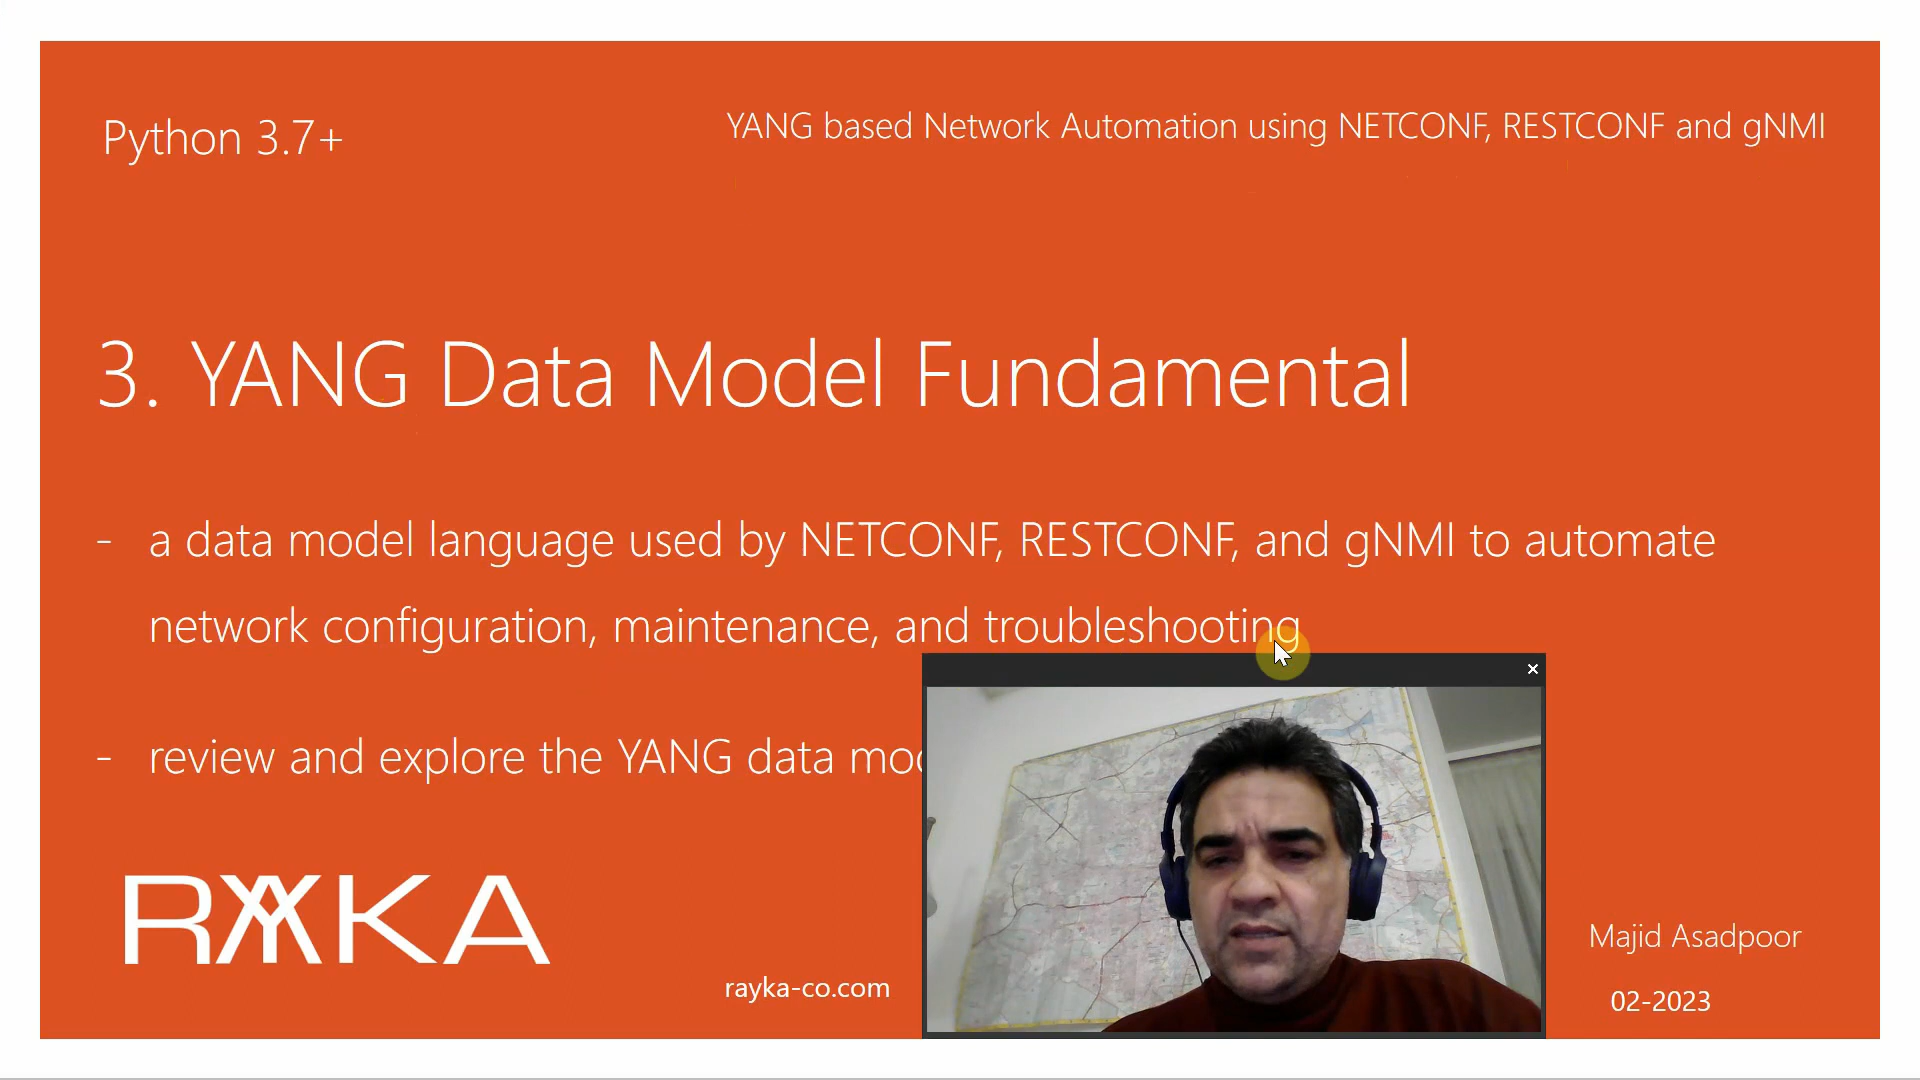 Python 3.7+
YANG based Network Automation using NETCONF, RESTCONF and gNMI
3. YANG Data Model Fundamental
- a data model language used by NETCONF, RESTCONF, and gNMI to automate
network configuration, maintenance, and troubleshooting
- review and explore the YANG data
RAYKA
rayka-co.com
Majid Asadpoor
02-2023